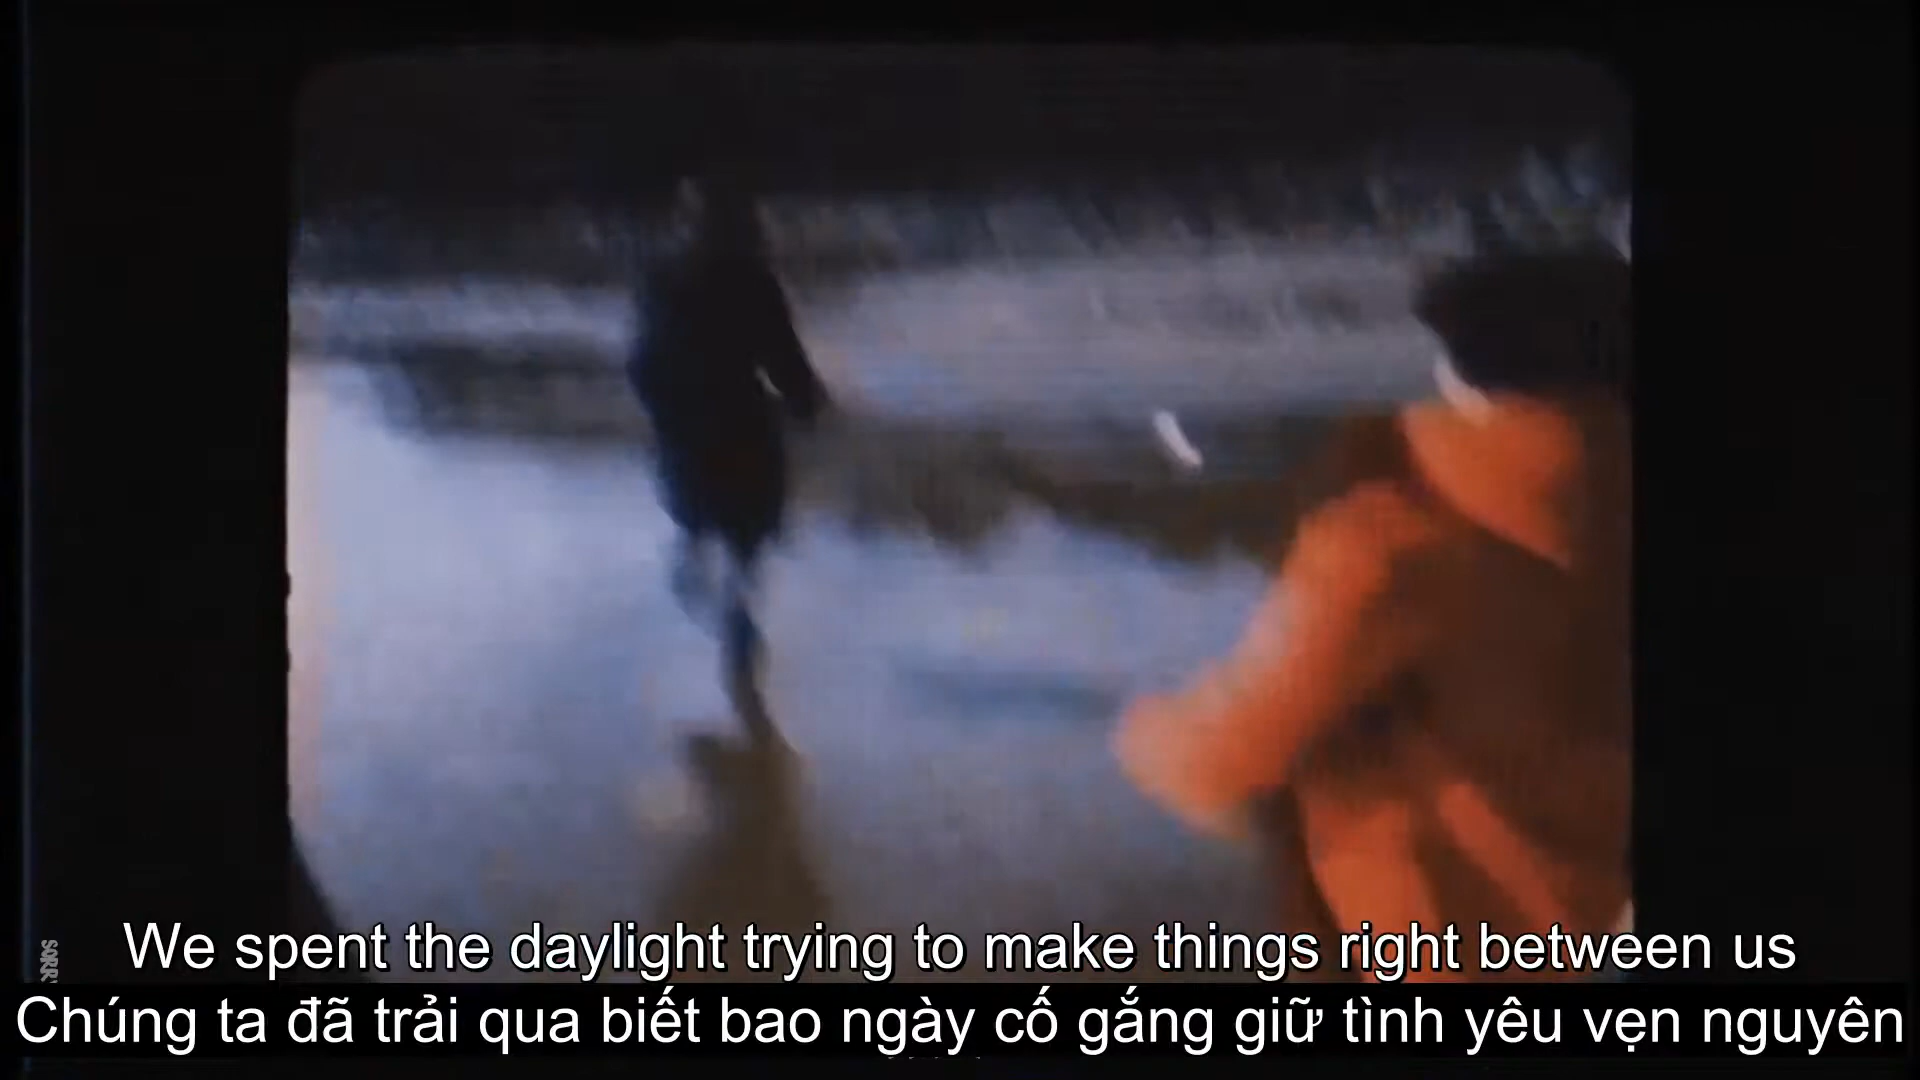 We spent the daylight trying to make things right between us
Chúng ta đã trải qua biết bao ngày cố gắng giữ tình yêu vẹn nguyên